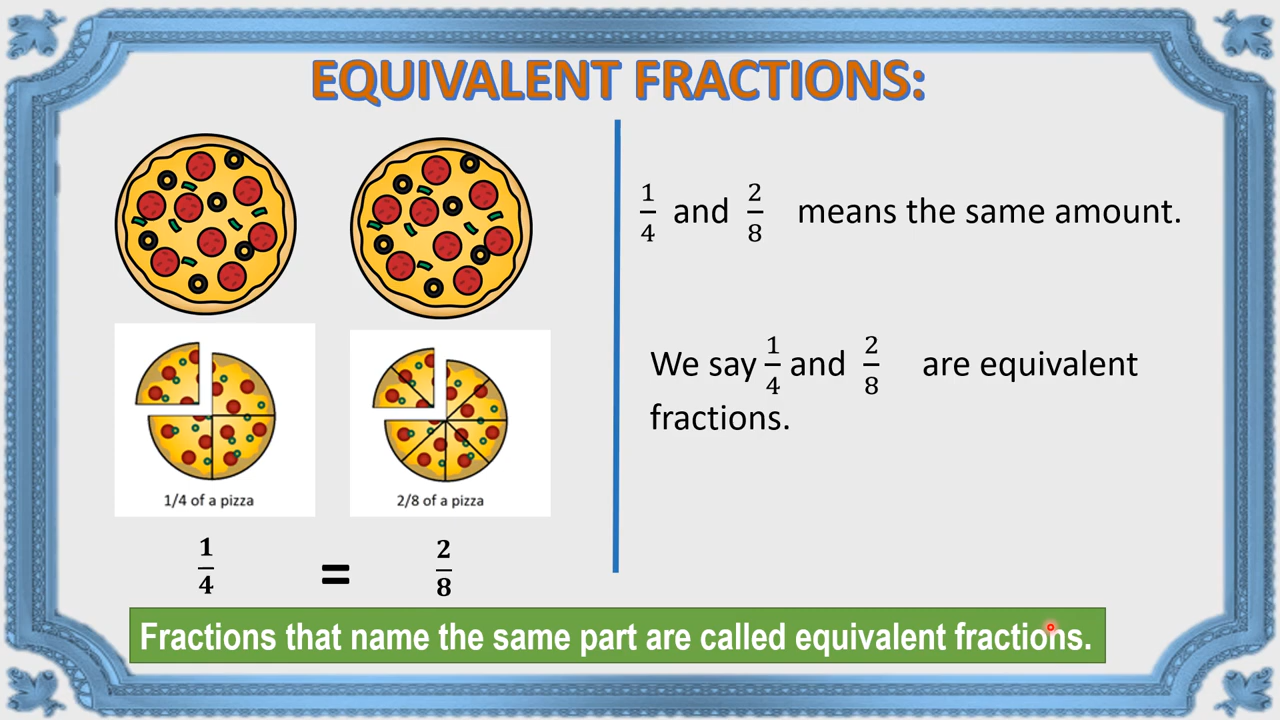 EQUIVALENT FRACTIONS:
1/4 of a pizza
2/8 of a pizza
1/4 = 2/8
1/4 and 2/8 means the same amount.
We say 1/4 and 2/8 are equivalent
fractions.
Fractions that name the same part are called equivalent fractions.